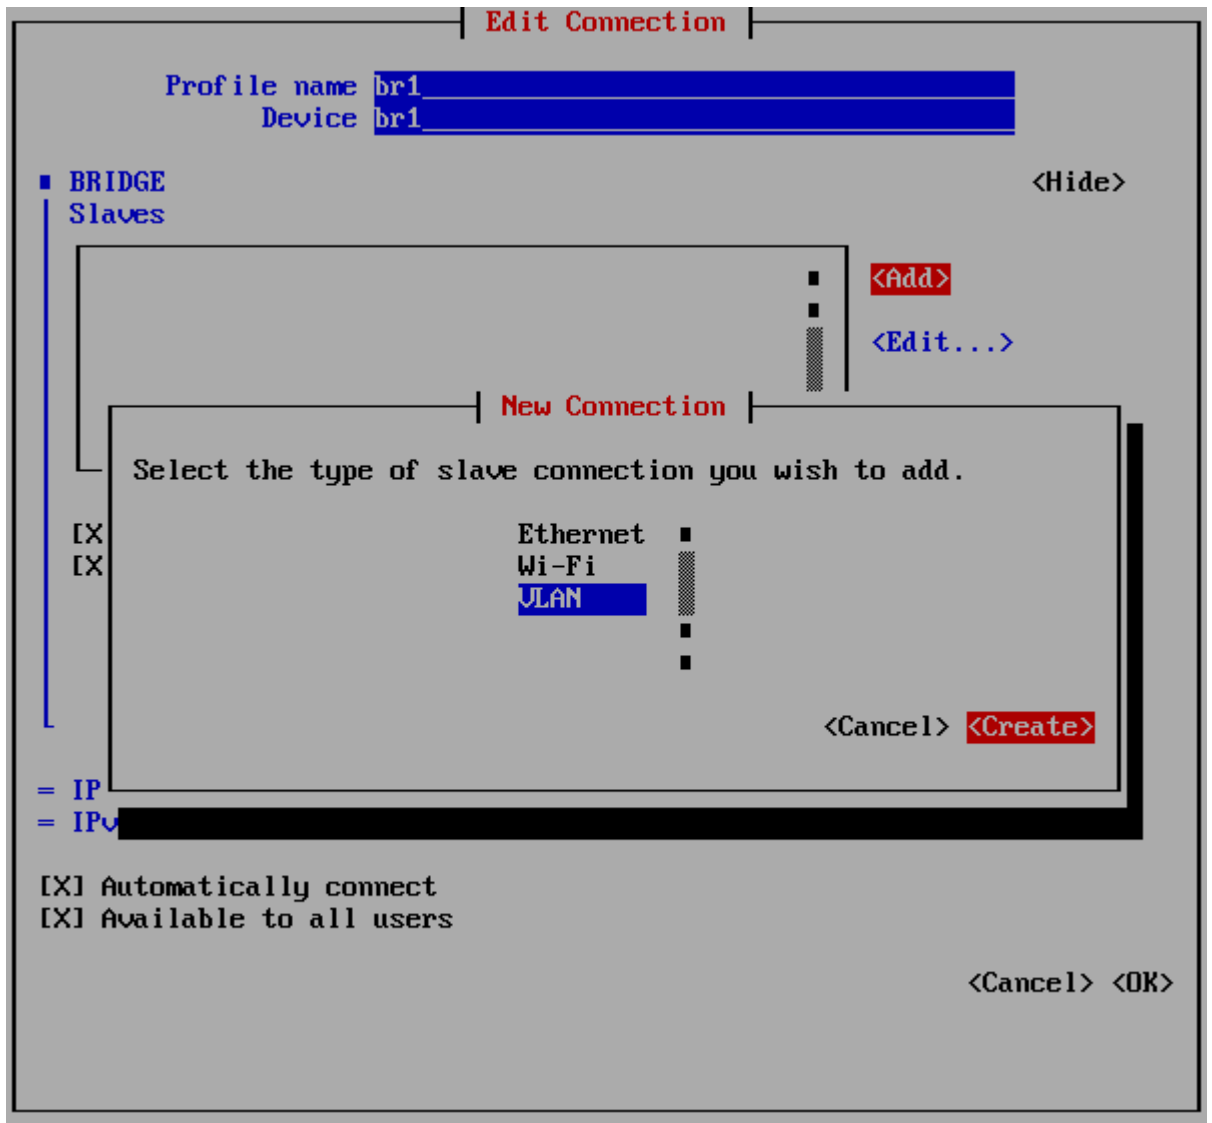 Edit Connection
Profile name br1
Device br1
BRIDGE
<Hide>
Slaves
<Add>
<Edit...>
New Connection
Select the type of slave connection you wish to add.
[X
Ethernet
[X
Wi-Fi
VLAN
<Cancel> <Create>
= IP
= IPv
[X] Automatically connect
[X] Available to all users
<Cancel> <OK>